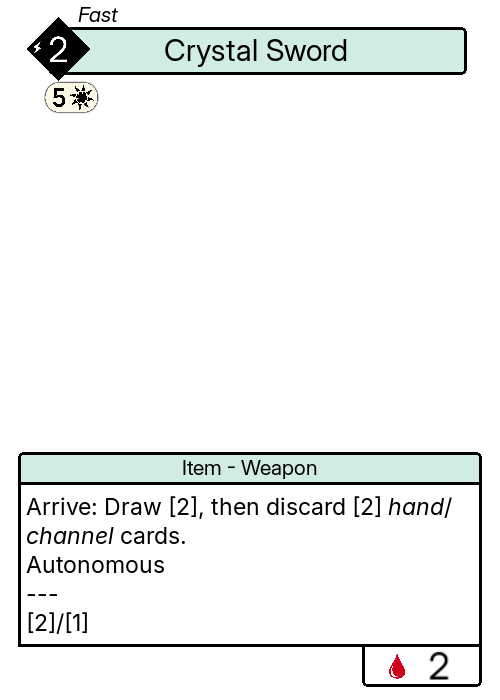 Fast
2
Crystal Sword
5
Item - Weapon
Arrive: Draw [2], then discard [2] hand/
channel cards.
Autonomous
---
[2]/[1]
2